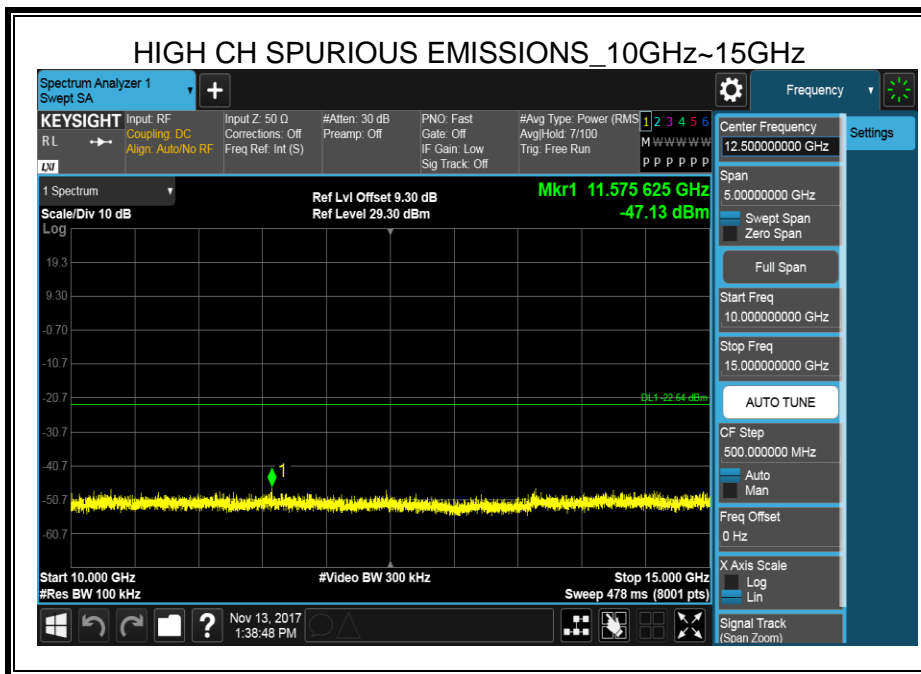 HIGH CH SPURIOUS EMISSIONS_10GHz~15GHz
Spectrum Analyzer 1
Swept SA
+
Frequency
KEYSIGHT
RL
LXI
Input: RF
Coupling: DC
Align: Auto/No RF
Input Z: 50 Ω
Corrections: Off
Freq Ref: Int (S)
#Atten: 30 dB
Preamp: Off
PNO: Fast
Gate: Off
IF Gain: Low
Sig Track: Off
#Avg Type: Power (RMS
Avg|Hold: 7/100
Trig: Free Run
1 2 3 4 5 6
M W W W W W
P P P P P P
1 Spectrum
Scale/Div 10 dB
Log
Ref Lvl Offset 9.30 dB
Ref Level 29.30 dBm
Mkr1 11.575 625 GHz
-47.13 dBm
19.3
9.30
-0.70
-10.7
-20.7
DL1 -22.64 dBm
-30.7
-40.7
1
-50.7
-60.7
Start 10.000 GHz
#Res BW 100 kHz
#Video BW 300 kHz
Stop 15.000 GHz
Sweep 478 ms (8001 pts)
?
Nov 13, 2017
1:38:48 PM
Center Frequency
12.500000000 GHz
Settings
Span
5.00000000 GHz
Swept Span
Zero Span
Full Span
Start Freq
10.000000000 GHz
Stop Freq
15.000000000 GHz
AUTO TUNE
CF Step
500.000000 MHz
Auto
Man
Freq Offset
0 Hz
X Axis Scale
Log
Lin
Signal Track
(Span Zoom)